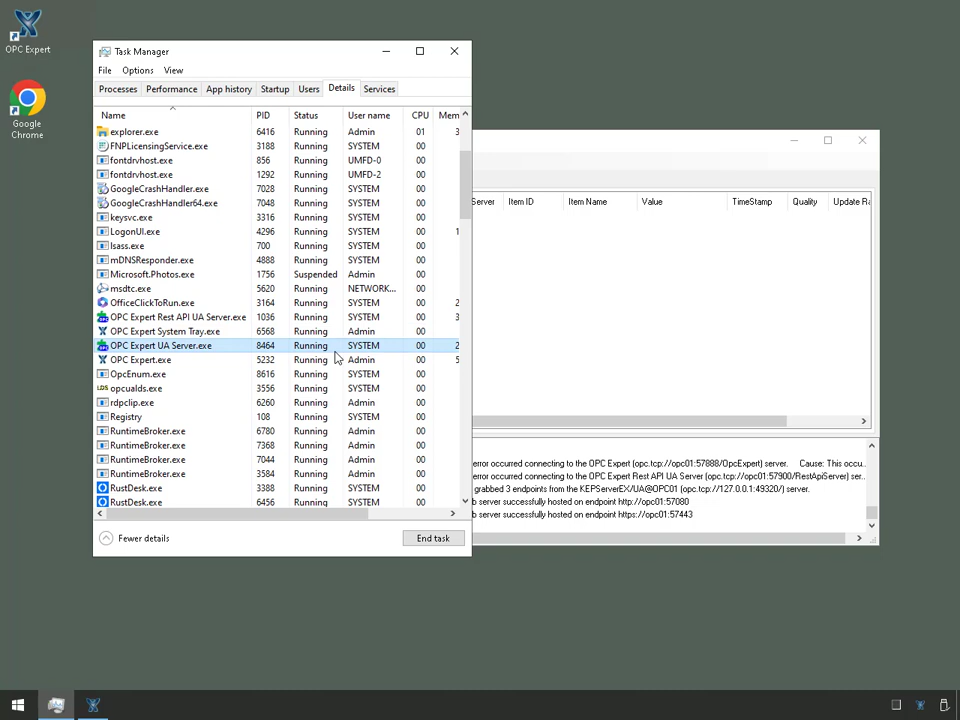 OPC Expert
Google
Chrome
Task Manager
File Options View
Processes Performance App history Startup Users Details Services
Name PID Status User name CPU Mem
explorer.exe 6416 Running Admin 01 3
FNPLicensingService.exe 3188 Running SYSTEM 00
fontdrvhost.exe 856 Running UMFD-0 00
fontdrvhost.exe 1292 Running UMFD-2 00
GoogleCrashHandler.exe 7028 Running SYSTEM 00
GoogleCrashHandler64.exe 7048 Running SYSTEM 00
keysvc.exe 3316 Running SYSTEM 00
LogonUI.exe 4296 Running SYSTEM 00 1
lsass.exe 700 Running SYSTEM 00
mDNSResponder.exe 4888 Running SYSTEM 00
Microsoft.Photos.exe 1756 Suspended Admin 00
msdtc.exe 5620 Running NETWORK... 00
OfficeClickToRun.exe 3164 Running SYSTEM 00 2
OPC Expert Rest API UA Server.exe 1036 Running SYSTEM 00 3
OPC Expert System Tray.exe 6568 Running Admin 00
OPC Expert UA Server.exe 8464 Running SYSTEM 00 2
OPC Expert.exe 5232 Running Admin 00 5
OpcEnum.exe 8616 Running SYSTEM 00
LDS opcualds.exe 3556 Running SYSTEM 00
rdpclip.exe 6260 Running Admin 00
Registry 108 Running SYSTEM 00
RuntimeBroker.exe 6780 Running Admin 00
RuntimeBroker.exe 7368 Running Admin 00
RuntimeBroker.exe 7044 Running Admin 00
RuntimeBroker.exe 3584 Running Admin 00
RustDesk.exe 3388 Running SYSTEM 00
RustDesk.exe 6456 Running SYSTEM 00
Fewer details End task
Server Item ID Item Name Value TimeStamp Quality Update Ra
error occurred connecting to the OPC Expert (opc.tcp://opc01:57888/OpcExpert) server. Cause: This occu...
error occurred connecting to the OPC Expert Rest API UA Server (opc.tcp://opc01:57900/RestApiServer) ser...
grabbed 3 endpoints from the KEPServerEX/UA@OPC01 (opc.tcp://127.0.0.1:49320/) server.
b server successfully hosted on endpoint http://opc01:57080
b server successfully hosted on endpoint https://opc01:57443